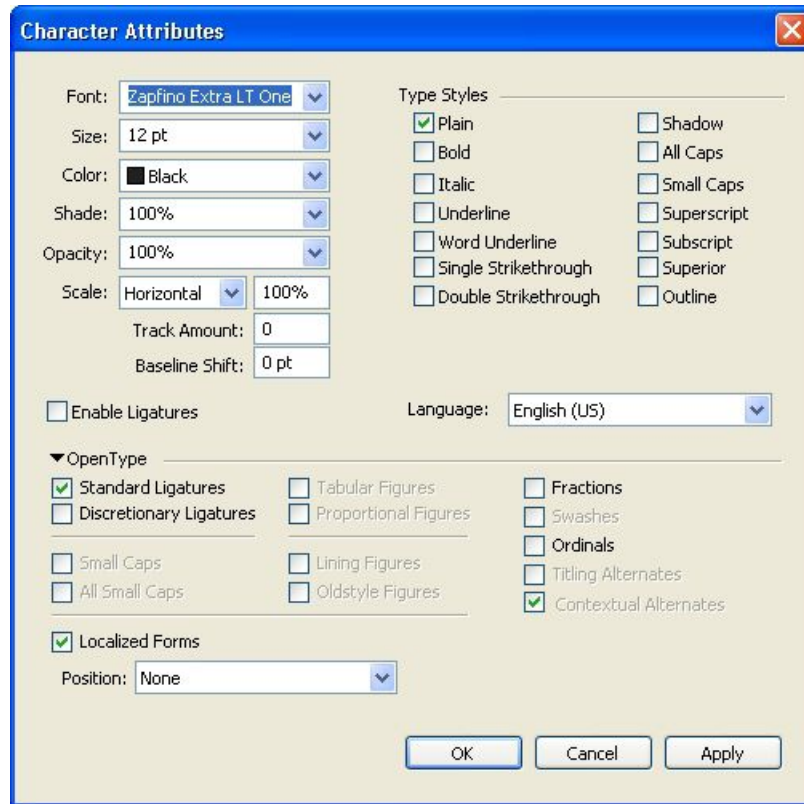 Character Attributes
Font: Zapfino Extra LT One
Size: 12 pt
Color: Black
Shade: 100%
Opacity: 100%
Scale: Horizontal 100%
Track Amount: 0
Baseline Shift: 0 pt
Type Styles
Plain Shadow
Bold All Caps
Italic Small Caps
Underline Superscript
Word Underline Subscript
Single Strikethrough Superior
Double Strikethrough Outline
Enable Ligatures Language: English (US)
OpenType
Standard Ligatures Tabular Figures Fractions
Discretionary Ligatures Proportional Figures Swashes
Ordinals
Small Caps Lining Figures Titling Alternates
All Small Caps Oldstyle Figures Contextual Alternates
Localized Forms
Position: None
OK Cancel Apply